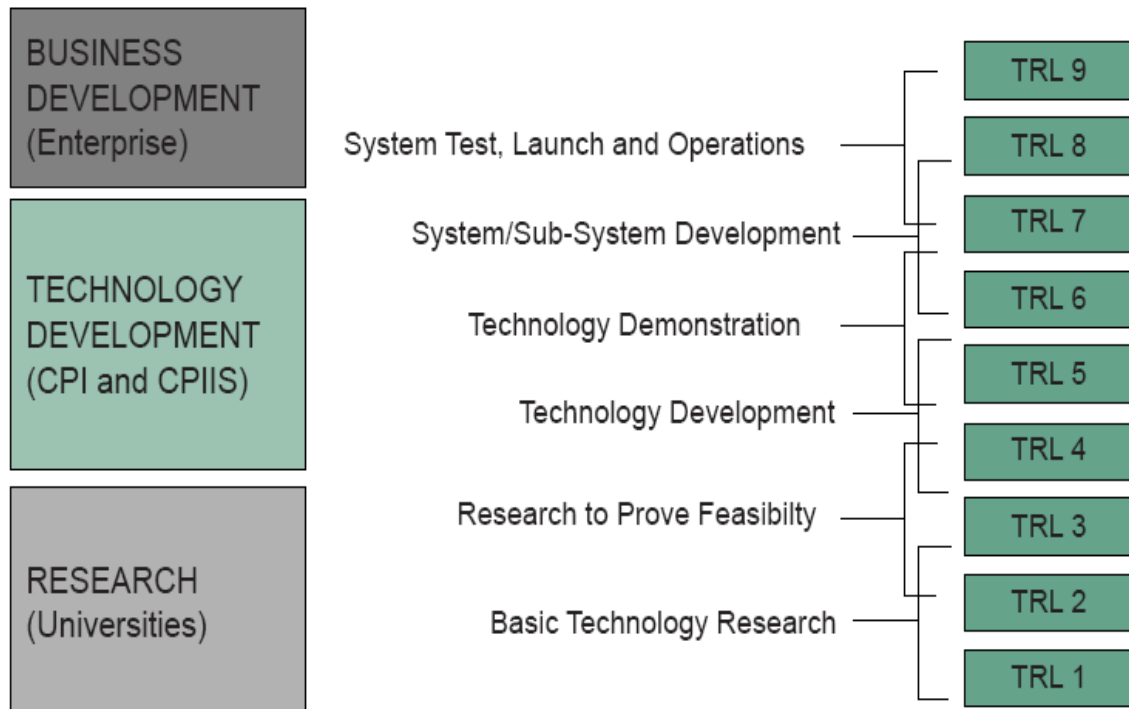 BUSINESS
DEVELOPMENT
(Enterprise)
TECHNOLOGY
DEVELOPMENT
(CPI and CPIIS)
RESEARCH
(Universities)
System Test, Launch and Operations
System/Sub-System Development
Technology Demonstration
Technology Development
Research to Prove Feasibilty
Basic Technology Research
TRL 9
TRL 8
TRL 7
TRL 6
TRL 5
TRL 4
TRL 3
TRL 2
TRL 1